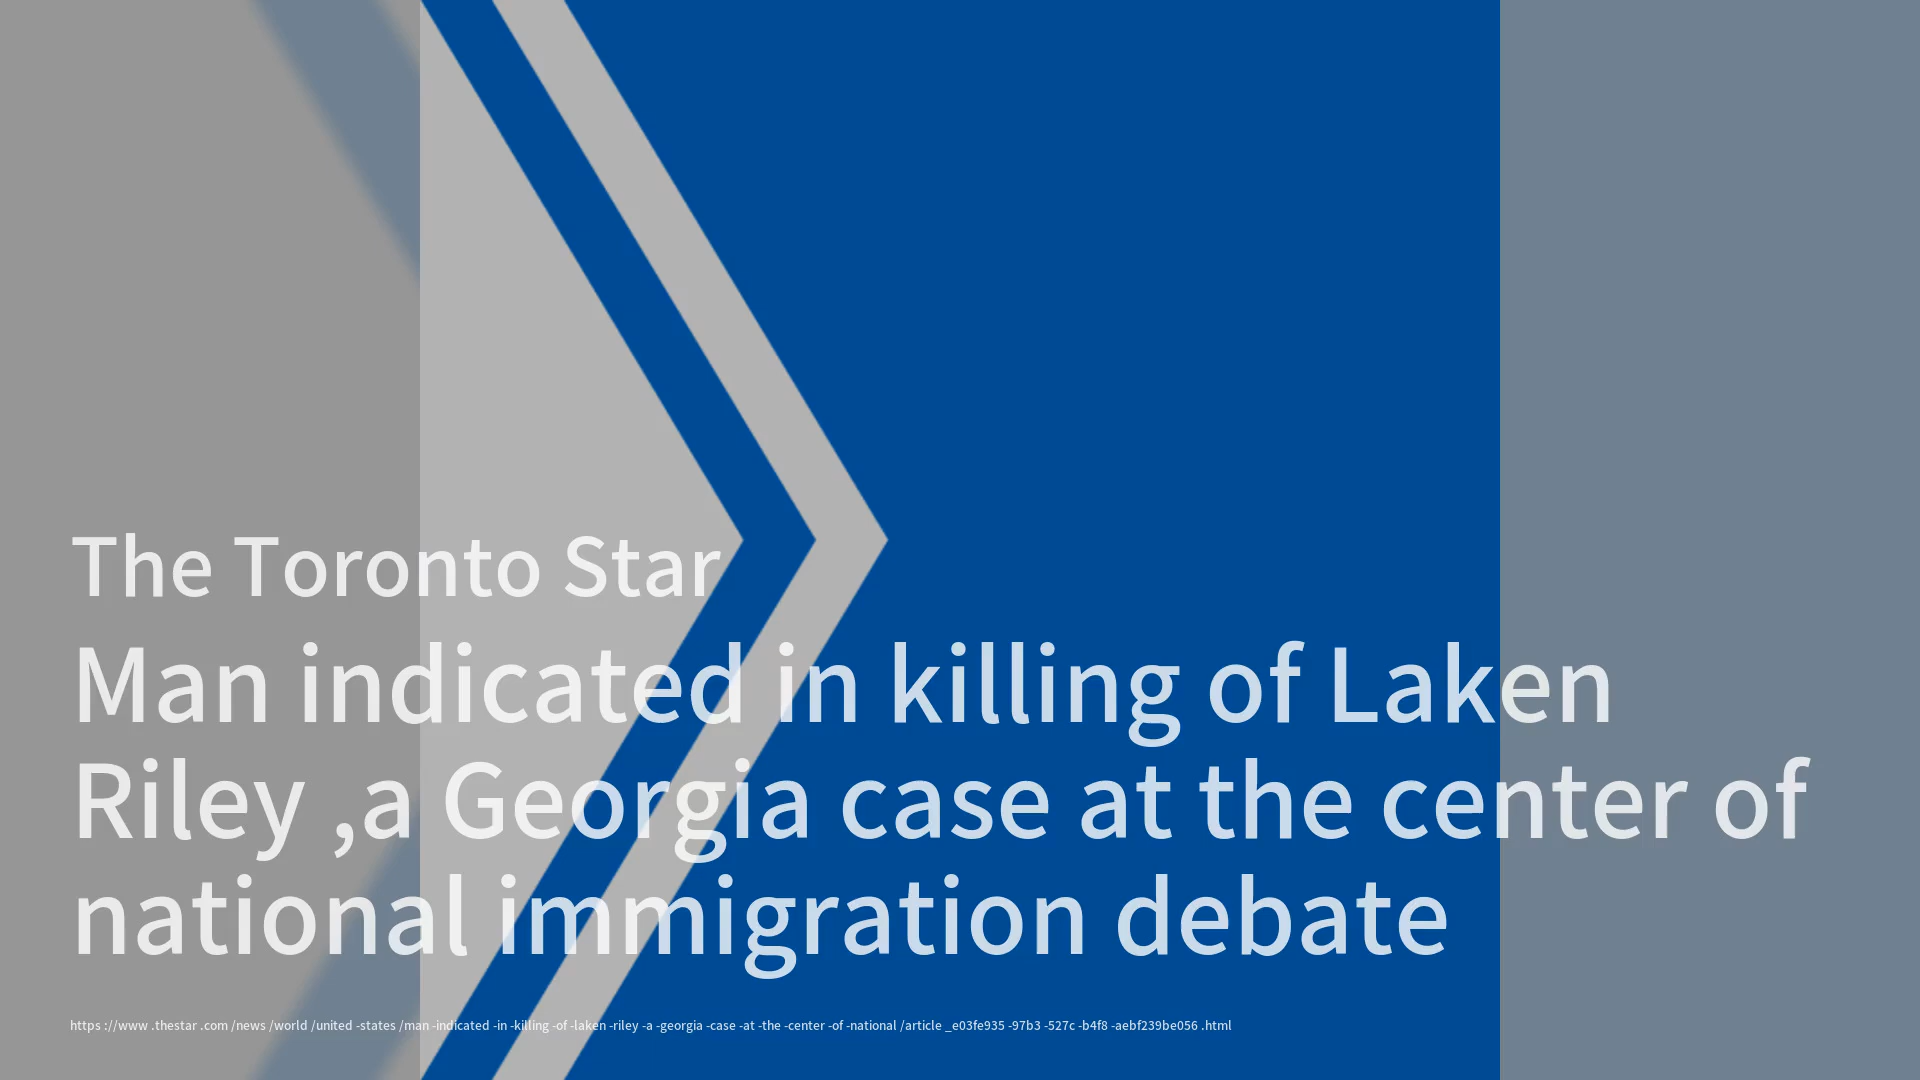 The Toronto Star
Man indicated in killing of Laken
Riley ,a Georgia case at the center of
national immigration debate
https ://www .thestar .com /news /world /united -states /man -indicated -in -killing -of -laken -riley -a -georgia -case -at -the -center -of -national /article _e03fe935 -97b3 -527c -b4f8 -aebf239be056 .html